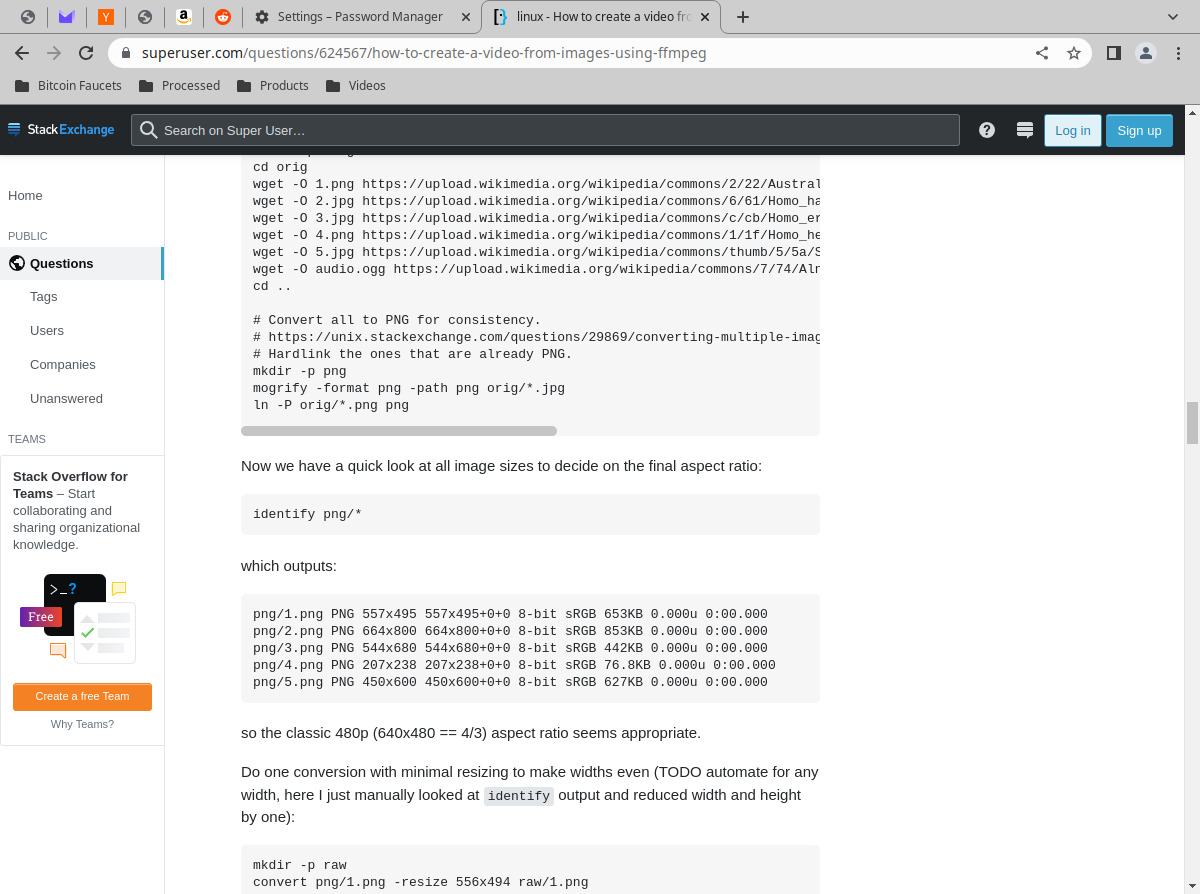 Settings – Password Manager
linux - How to create a video fro
superuser.com/questions/624567/how-to-create-a-video-from-images-using-ffmpeg
Bitcoin Faucets
Processed
Products
Videos
StackExchange
Search on Super User…
Log in
Sign up
Home
PUBLIC
Questions
Tags
Users
Companies
Unanswered
TEAMS
Stack Overflow for
Teams – Start
collaborating and
sharing organizational
knowledge.
>_?
Free
Create a free Team
Why Teams?
cd orig
wget -O 1.png https://upload.wikimedia.org/wikipedia/commons/2/22/Austral
wget -O 2.jpg https://upload.wikimedia.org/wikipedia/commons/6/61/Homo_ha
wget -O 3.jpg https://upload.wikimedia.org/wikipedia/commons/c/cb/Homo_er
wget -O 4.png https://upload.wikimedia.org/wikipedia/commons/1/1f/Homo_he
wget -O 5.jpg https://upload.wikimedia.org/wikipedia/commons/thumb/5/5a/S
wget -O audio.ogg https://upload.wikimedia.org/wikipedia/commons/7/74/Aln
cd ..
# Convert all to PNG for consistency.
# https://unix.stackexchange.com/questions/29869/converting-multiple-imag
# Hardlink the ones that are already PNG.
mkdir -p png
mogrify -format png -path png orig/*.jpg
ln -P orig/*.png png
Now we have a quick look at all image sizes to decide on the final aspect ratio:
identify png/*
which outputs:
png/1.png PNG 557x495 557x495+0+0 8-bit sRGB 653KB 0.000u 0:00.000
png/2.png PNG 664x800 664x800+0+0 8-bit sRGB 853KB 0.000u 0:00.000
png/3.png PNG 544x680 544x680+0+0 8-bit sRGB 442KB 0.000u 0:00.000
png/4.png PNG 207x238 207x238+0+0 8-bit sRGB 76.8KB 0.000u 0:00.000
png/5.png PNG 450x600 450x600+0+0 8-bit sRGB 627KB 0.000u 0:00.000
so the classic 480p (640x480 == 4/3) aspect ratio seems appropriate.
Do one conversion with minimal resizing to make widths even (TODO automate for any
width, here I just manually looked at identify output and reduced width and height
by one):
mkdir -p raw
convert png/1.png -resize 556x494 raw/1.png